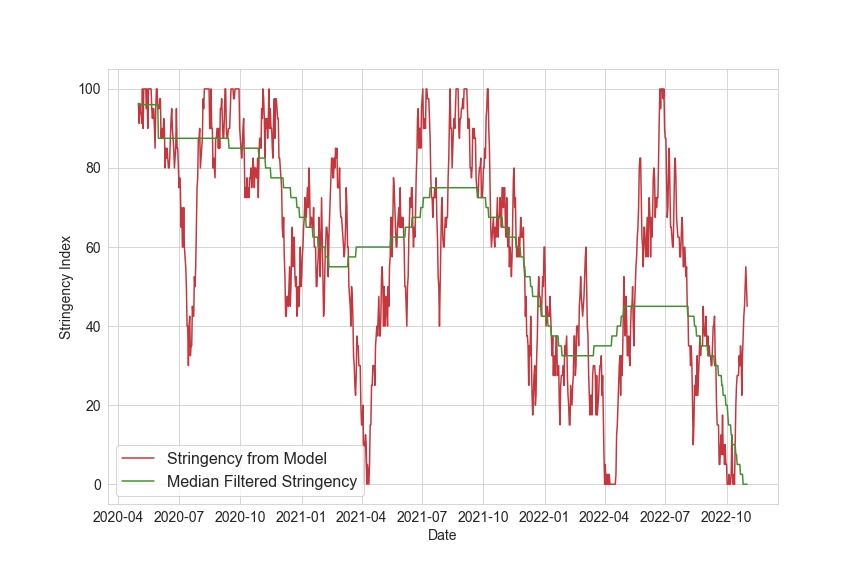 100
80
60
40
20
0
Stringency Index
Stringency from Model
Median Filtered Stringency
2020-04 2020-07 2020-10 2021-01 2021-04 2021-07 2021-10 2022-01 2022-04 2022-07 2022-10
Date